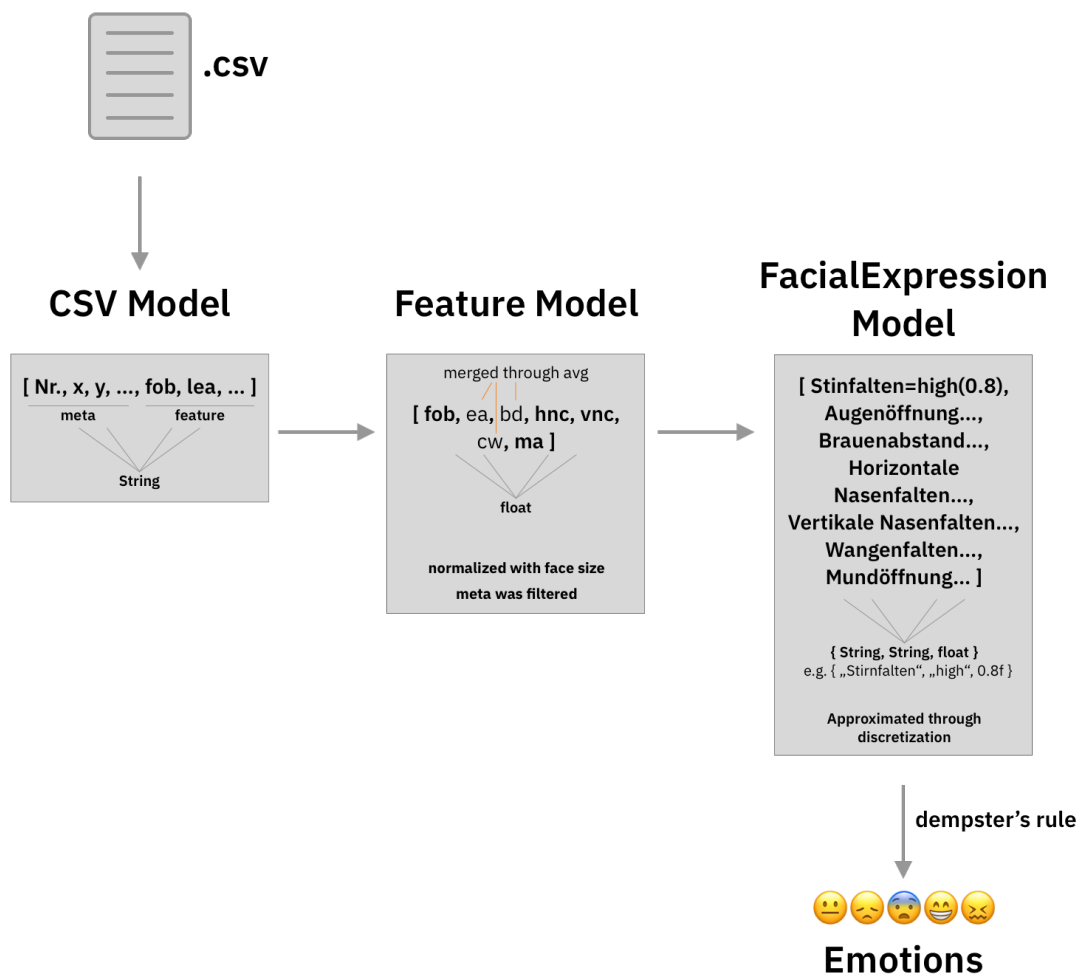 .csv
CSV Model
[ Nr., x, y, ..., fob, lea, ... ]
meta
feature
String
Feature Model
merged through avg
[ fob, ea, bd, hnc, vnc,
cw, ma ]
float
normalized with face size
meta was filtered
FacialExpression
Model
[ Stinfalten=high(0.8),
Augenöffnung...,
Brauenabstand...,
Horizontale
Nasenfalten...,
Vertikale Nasenfalten...,
Wangenfalten...,
Mundöffnung... ]
{ String, String, float }
e.g. { „Stirnfalten“, „high“, 0.8f }
Approximated through
discretization
dempster’s rule
Emotions